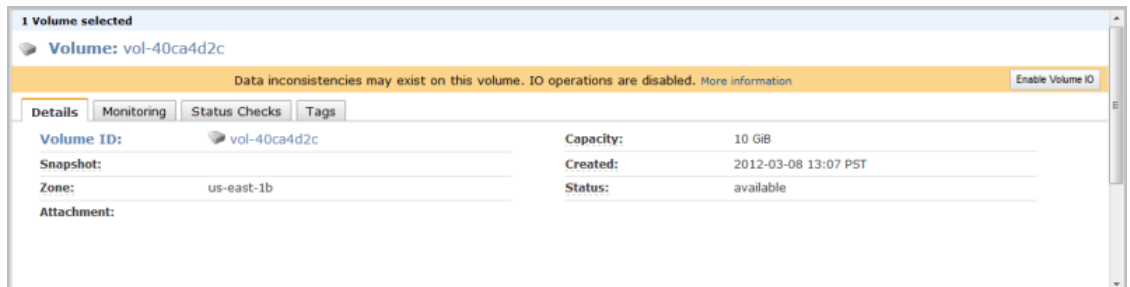 1 Volume selected
Volume: vol-40ca4d2c
Data inconsistencies may exist on this volume. IO operations are disabled. More information Enable Volume IO
Details Monitoring Status Checks Tags
Volume ID: vol-40ca4d2c Capacity: 10 GiB
Snapshot: Created: 2012-03-08 13:07 PST
Zone: us-east-1b Status: available
Attachment: